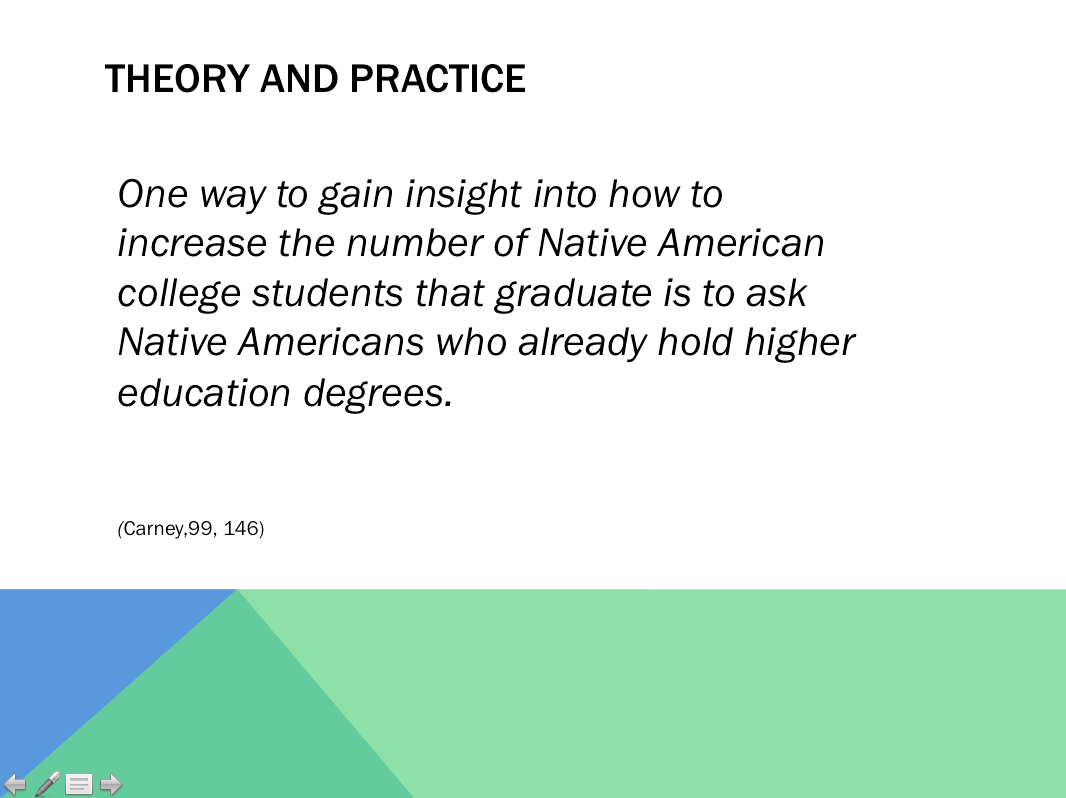 THEORY AND PRACTICE
One way to gain insight into how to
increase the number of Native American
college students that graduate is to ask
Native Americans who already hold higher
education degrees.
(Carney,99, 146)